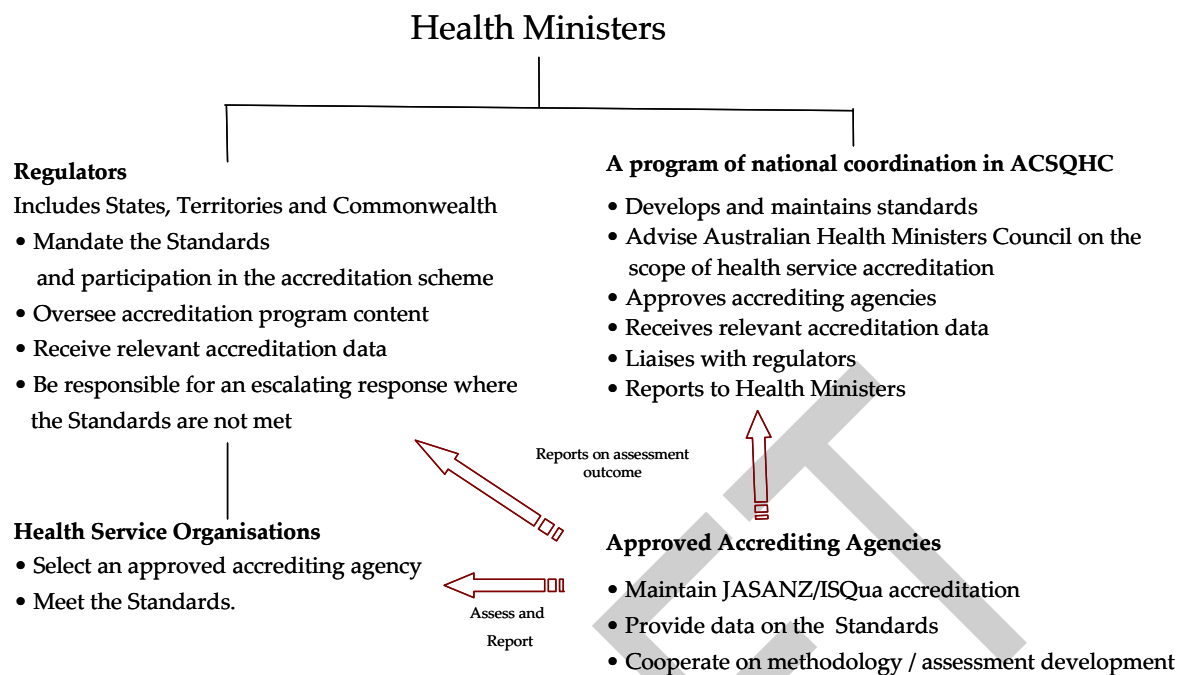 Health Ministers
Regulators
Includes States, Territories and Commonwealth
• Mandate the Standards
and participation in the accreditation scheme
• Oversee accreditation program content
• Receive relevant accreditation data
• Be responsible for an escalating response where
the Standards are not met
A program of national coordination in ACSQHC
• Develops and maintains standards
• Advise Australian Health Ministers Council on the
scope of health service accreditation
• Approves accrediting agencies
• Receives relevant accreditation data
• Liaises with regulators
• Reports to Health Ministers
Reports on assessment
outcome
Health Service Organisations
• Select an approved accrediting agency
• Meet the Standards.
Assess and
Report
Approved Accrediting Agencies
• Maintain JASANZ/ISQua accreditation
• Provide data on the Standards
• Cooperate on methodology / assessment development